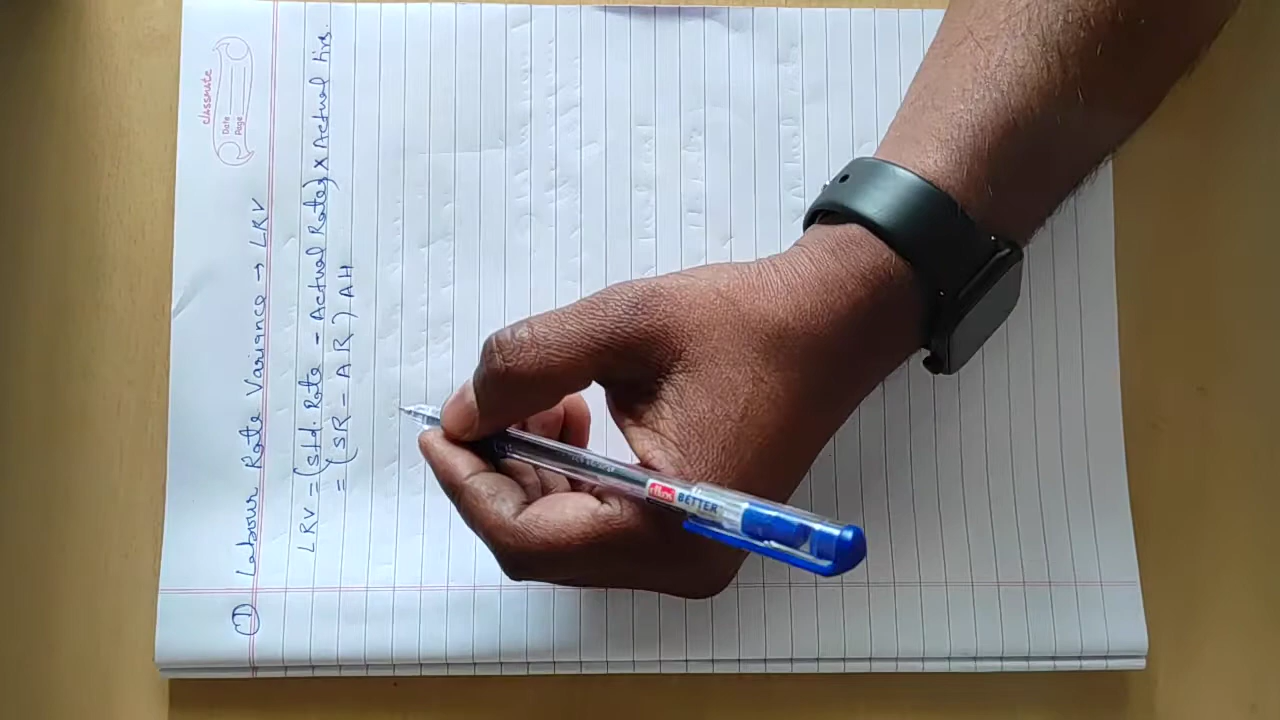 classmate
Date
Page
① Labour Rate Variance → LRV
LRV = (Std. Rate - Actual Rate) × Actual Hrs.
= (SR - AR) AH
flex BETTER